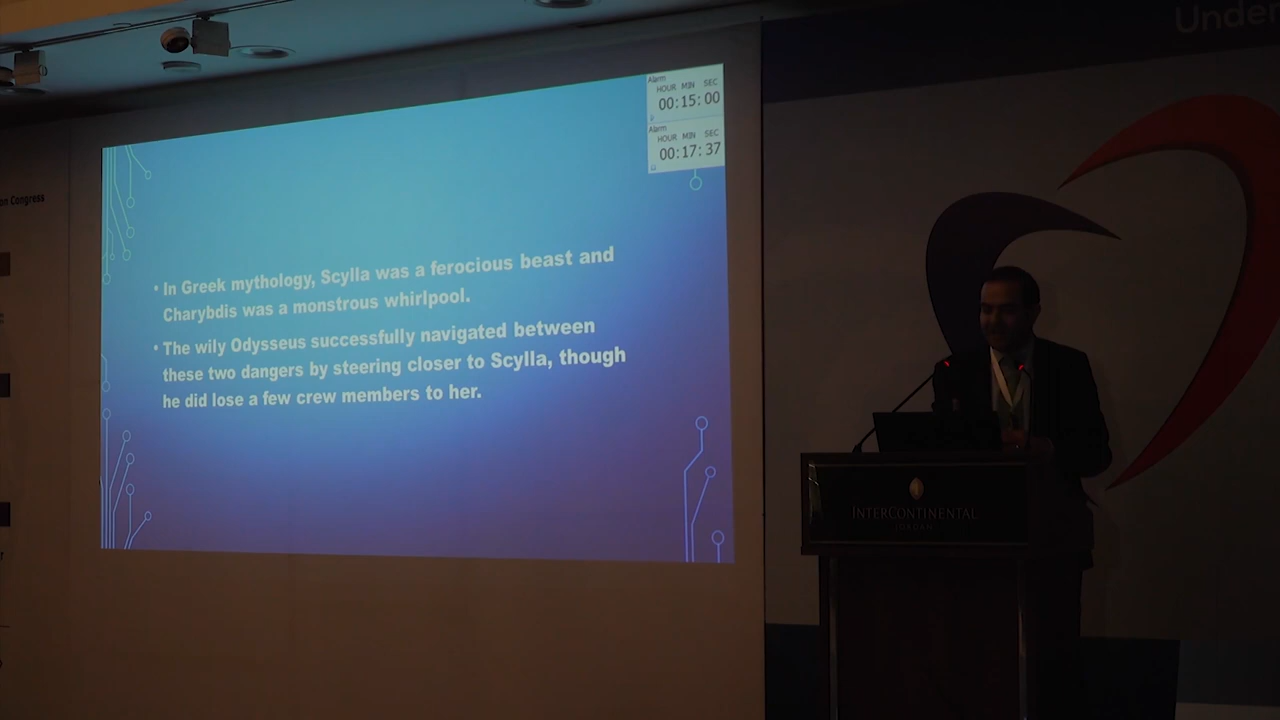 Under
on Congress
Alarm
HOUR MIN SEC
00:15:00
Alarm
HOUR MIN SEC
00:17:37
• In Greek mythology, Scylla was a ferocious beast and
Charybdis was a monstrous whirlpool.
• The wily Odysseus successfully navigated between
these two dangers by steering closer to Scylla, though
he did lose a few crew members to her.
INTERCONTINENTAL
JORDAN